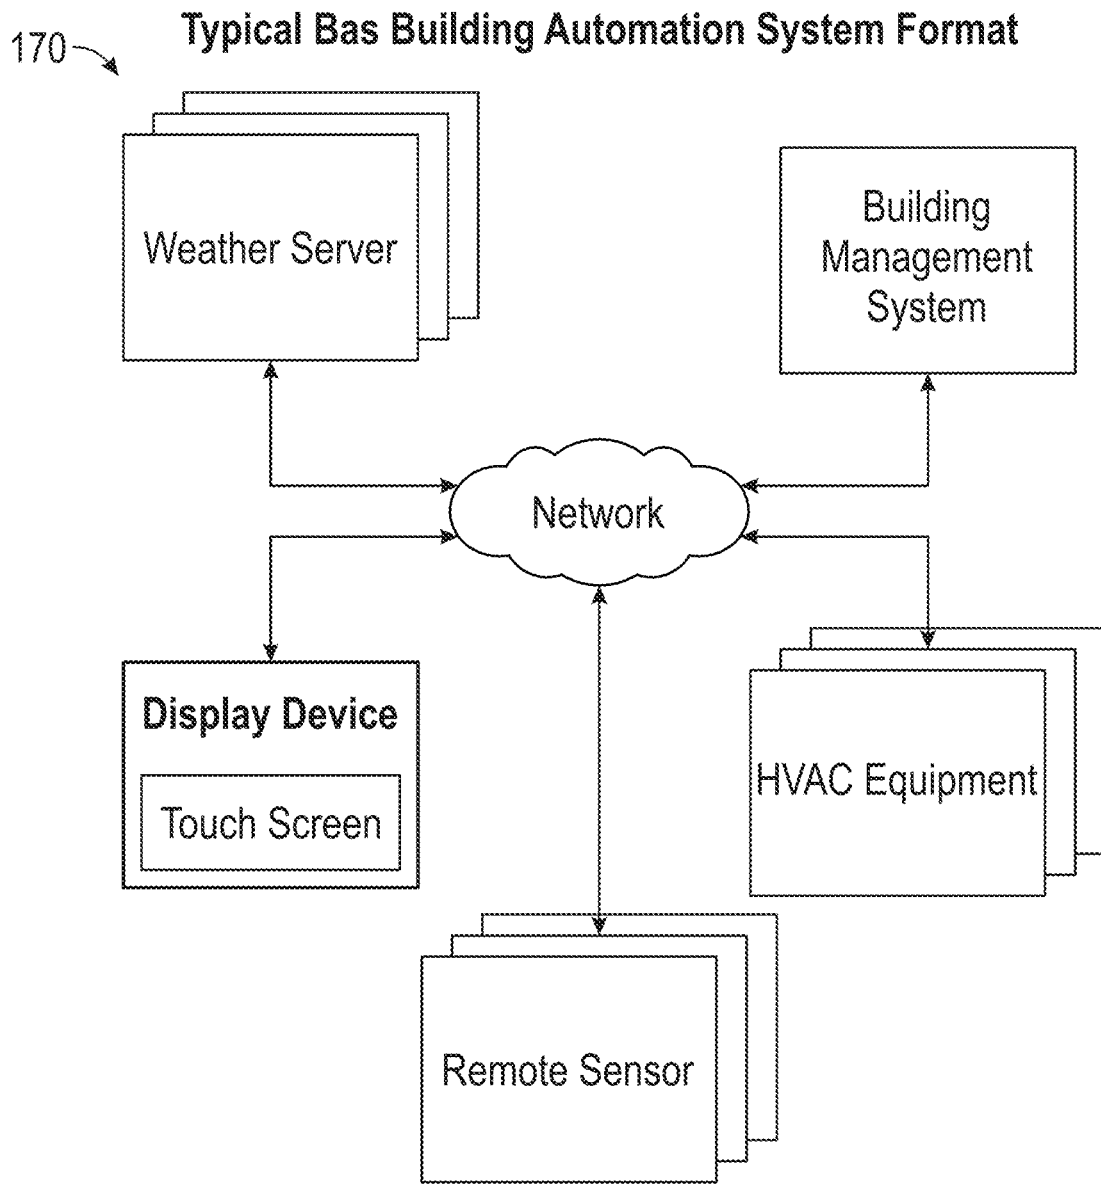 Typical Bas Building Automation System Format
170
Weather Server
Building
Management
System
Network
Display Device
Touch Screen
HVAC Equipment
Remote Sensor